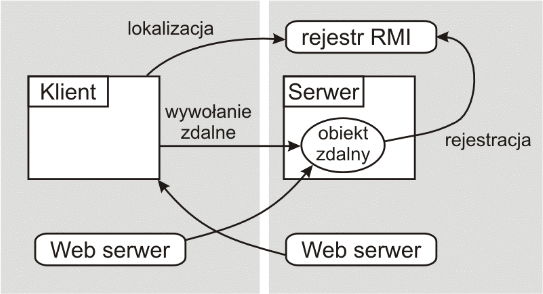 lokalizacja
rejestr RMI
Klient
Serwer
wywołanie
zdalne
obiekt
zdalny
rejestracja
Web serwer
Web serwer